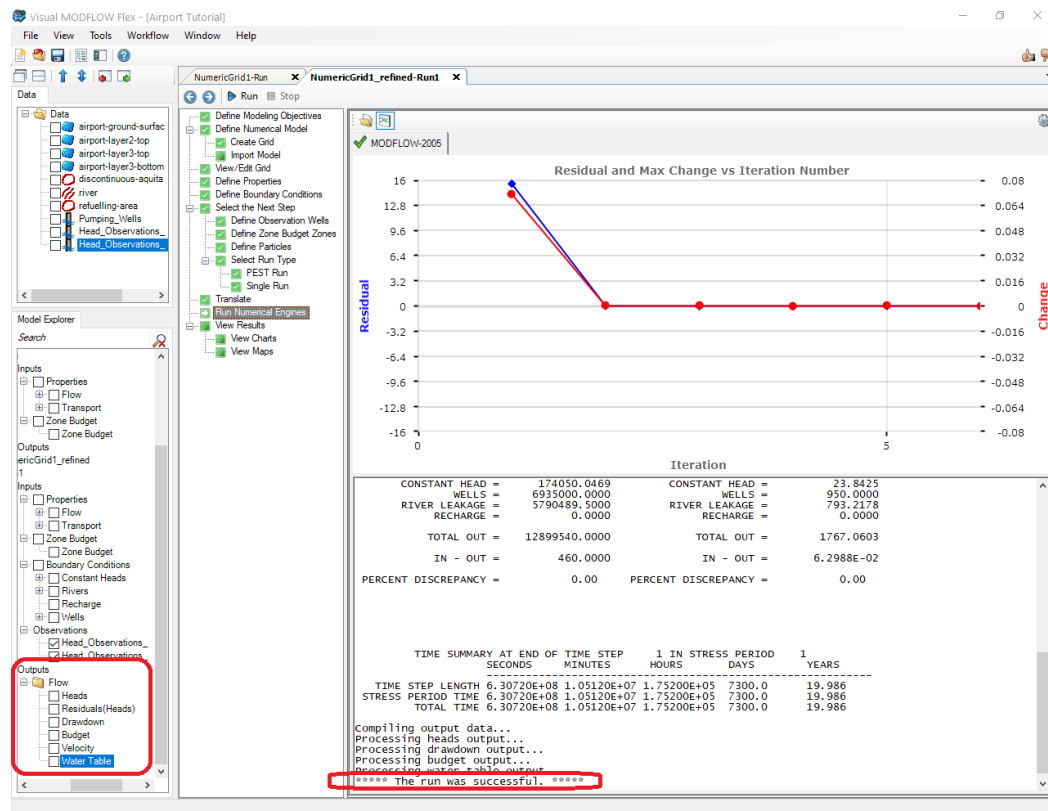 Visual MODFLOW Flex - [Airport Tutorial]
File View Tools Workflow Window Help
Data
Data
airport-ground-surfac
airport-layer2-top
airport-layer3-top
airport-layer3-bottom
discontinuous-aquita
river
refuelling-area
Pumping_Wells
Head_Observations_
Head_Observations_
Model Explorer
Search
Inputs
Properties
Flow
Transport
Zone Budget
Zone Budget
Outputs
ericGrid1_refined
Inputs
Properties
Flow
Transport
Zone Budget
Zone Budget
Boundary Conditions
Constant Heads
Rivers
Recharge
Wells
Observations
Head_Observations_
Head_Observations_
Outputs
Flow
Heads
Residuals(Heads)
Drawdown
Budget
Velocity
Water Table
NumericGrid1-Run NumericGrid1_refined-Run1
Run Stop
Define Modeling Objectives
Define Numerical Model
Create Grid
Import Model
View/Edit Grid
Define Properties
Define Boundary Conditions
Select the Next Step
Define Observation Wells
Define Zone Budget Zones
Define Particles
Select Run Type
PEST Run
Single Run
Translate
Run Numerical Engines
View Results
View Charts
View Maps
MODFLOW-2005
Residual and Max Change vs Iteration Number
16 0.08
12.8 0.064
9.6 0.048
6.4 0.032
3.2 0.016
0 0
-3.2 -0.016
-6.4 -0.032
-9.6 -0.048
-12.8 -0.064
-16 -0.08
Residual
Change
0 5
Iteration
CONSTANT HEAD = 174050.0469 CONSTANT HEAD = 23.8425
WELLS = 6935000.0000 WELLS = 950.0000
RIVER LEAKAGE = 5790489.5000 RIVER LEAKAGE = 793.2178
RECHARGE = 0.0000 RECHARGE = 0.0000
TOTAL OUT = 12899540.0000 TOTAL OUT = 1767.0603
IN - OUT = 460.0000 IN - OUT = 6.2988E-02
PERCENT DISCREPANCY = 0.00 PERCENT DISCREPANCY = 0.00
TIME SUMMARY AT END OF TIME STEP 1 IN STRESS PERIOD 1
SECONDS MINUTES HOURS DAYS YEARS
-----------------------------------------------------------
TIME STEP LENGTH 6.30720E+08 1.05120E+07 1.75200E+05 7300.0 19.986
STRESS PERIOD TIME 6.30720E+08 1.05120E+07 1.75200E+05 7300.0 19.986
TOTAL TIME 6.30720E+08 1.05120E+07 1.75200E+05 7300.0 19.986
Compiling output data...
Processing heads output...
Processing drawdown output...
Processing budget output...
Processing water table output...
***** The run was successful. *****